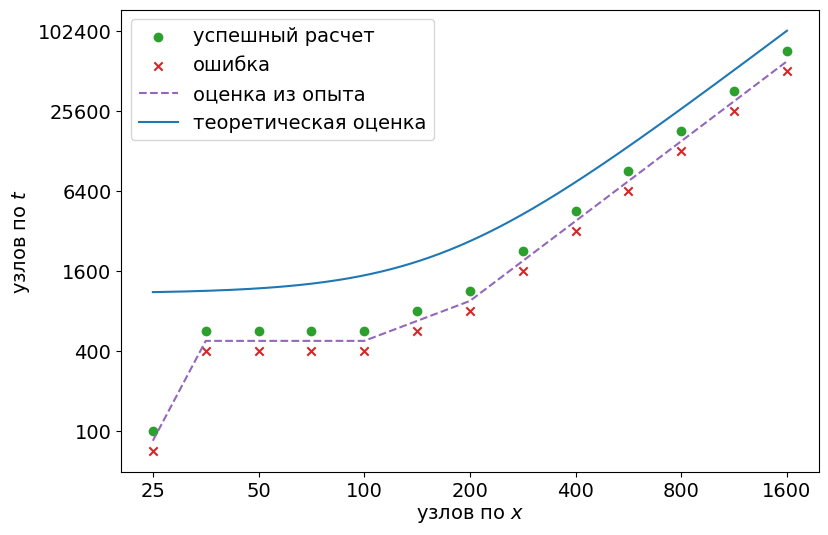 успешный расчет
ошибка
оценка из опыта
теоретическая оценка
узлов по t
102400
25600
6400
1600
400
100
25
50
100
200
400
800
1600
узлов по x